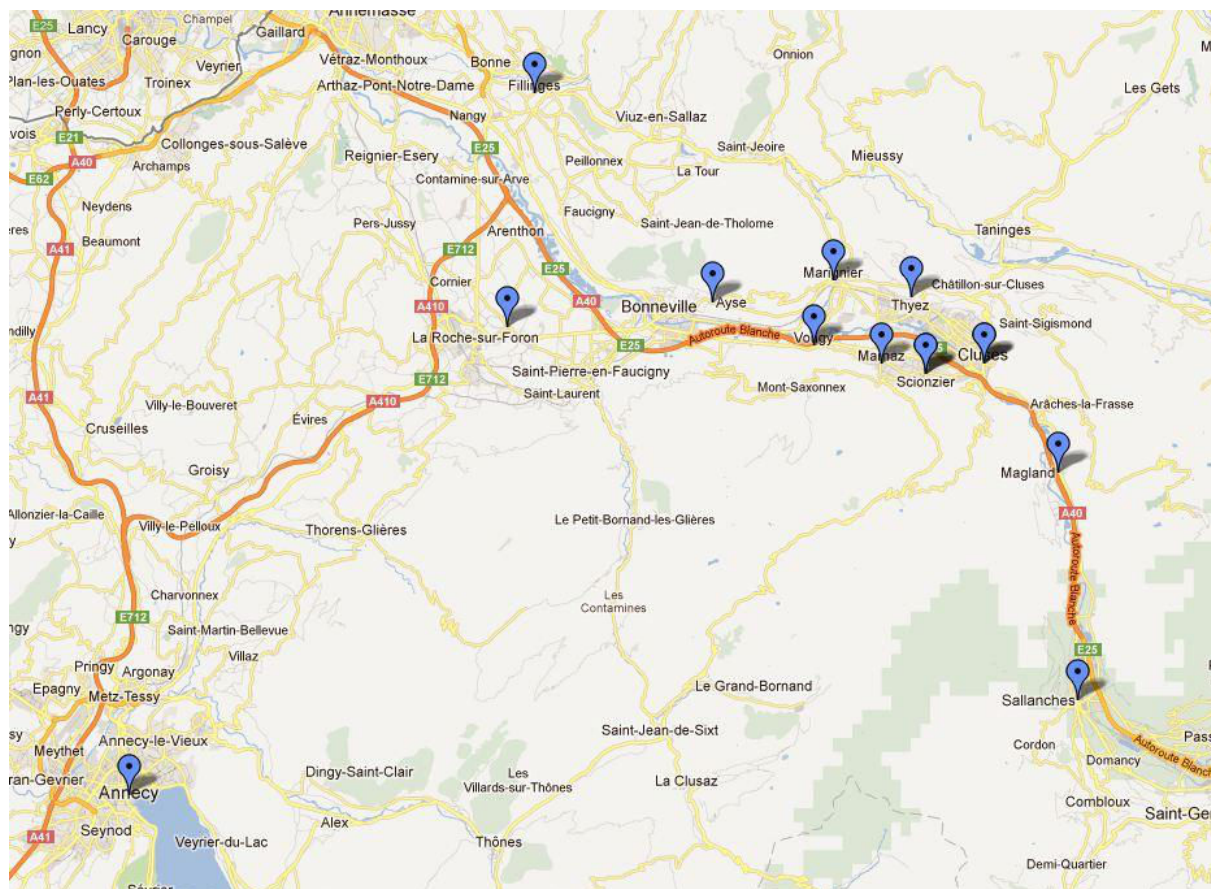 E25
Lancy
Carouge
Champel
Gaillard
Annemasse
Veyrier
Plan-les-Ouates
Troinex
Vétraz-Monthoux
Bonne
Fillinges
Onnion
Les Gets
Arthaz-Pont-Notre-Dame
Perly-Certoux
Nangy
Viuz-en-Sallaz
E21
Collonges-sous-Salève
E25
Saint-Jeoire
A40
Archamps
Reignier-Esery
Peillonnex
Mieussy
E62
La Tour
Contamine-sur-Arve
Neydens
Faucigny
Saint-Jean-de-Tholome
Pers-Jussy
Taninges
Beaumont
Arenthon
A41
E712
Cornier
E25
Marignier
Châtillon-sur-Cluses
A40
Bonneville
Ayse
Thyez
A410
Saint-Sigismond
La Roche-sur-Foron
Autoroute Blanche
Vougy
E25
Marnaz
Cluses
Saint-Pierre-en-Faucigny
Scionzier
E712
Mont-Saxonnex
Saint-Laurent
A41
A410
Villy-le-Bouveret
Arâches-la-Frasse
Évires
Cruseilles
Groisy
Magland
Allonzier-la-Caille
Villy-le-Pelloux
Thorens-Glières
Le Petit-Bornand-les-Glières
A40
Autoroute Blanche
Charvonnex
Les
Contamines
E712
Saint-Martin-Bellevue
E25
Villaz
Pringy
Argonay
Epagny
Metz-Tessy
Le Grand-Bornand
Sallanches
Saint-Jean-de-Sixt
Annecy-le-Vieux
Meythet
Cordon
Autoroute Blanche
Domancy
Dingy-Saint-Clair
Les
Villards-sur-Thônes
La Clusaz
Annecy
Combloux
Alex
Seynod
A41
Veyrier-du-Lac
Thônes
Demi-Quartier